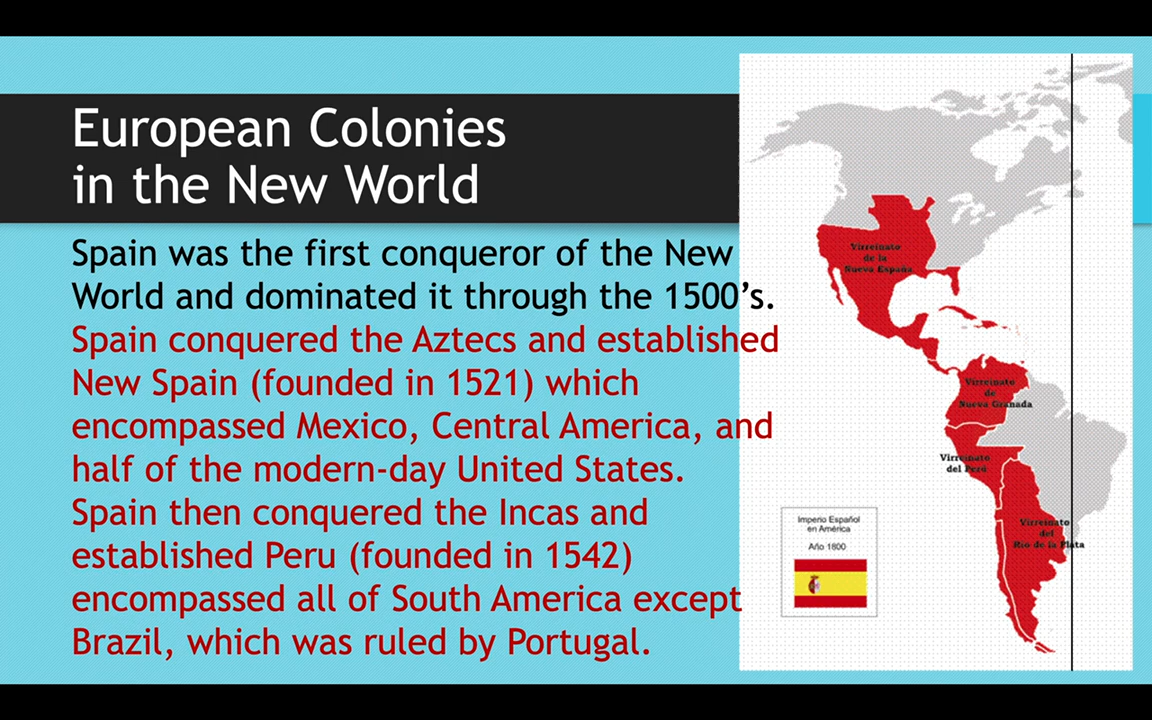 European Colonies
in the New World
Spain was the first conqueror of the New
World and dominated it through the 1500’s.
Spain conquered the Aztecs and established
New Spain (founded in 1521) which
encompassed Mexico, Central America, and
half of the modern-day United States.
Spain then conquered the Incas and
established Peru (founded in 1542)
encompassed all of South America except
Brazil, which was ruled by Portugal.
Virreinato
de la
Nueva España
Virreinato
de
Nueva Granada
Virreinato
del Perú
Virreinato
del
Río de la Plata
Imperio Español
en América
Año 1800